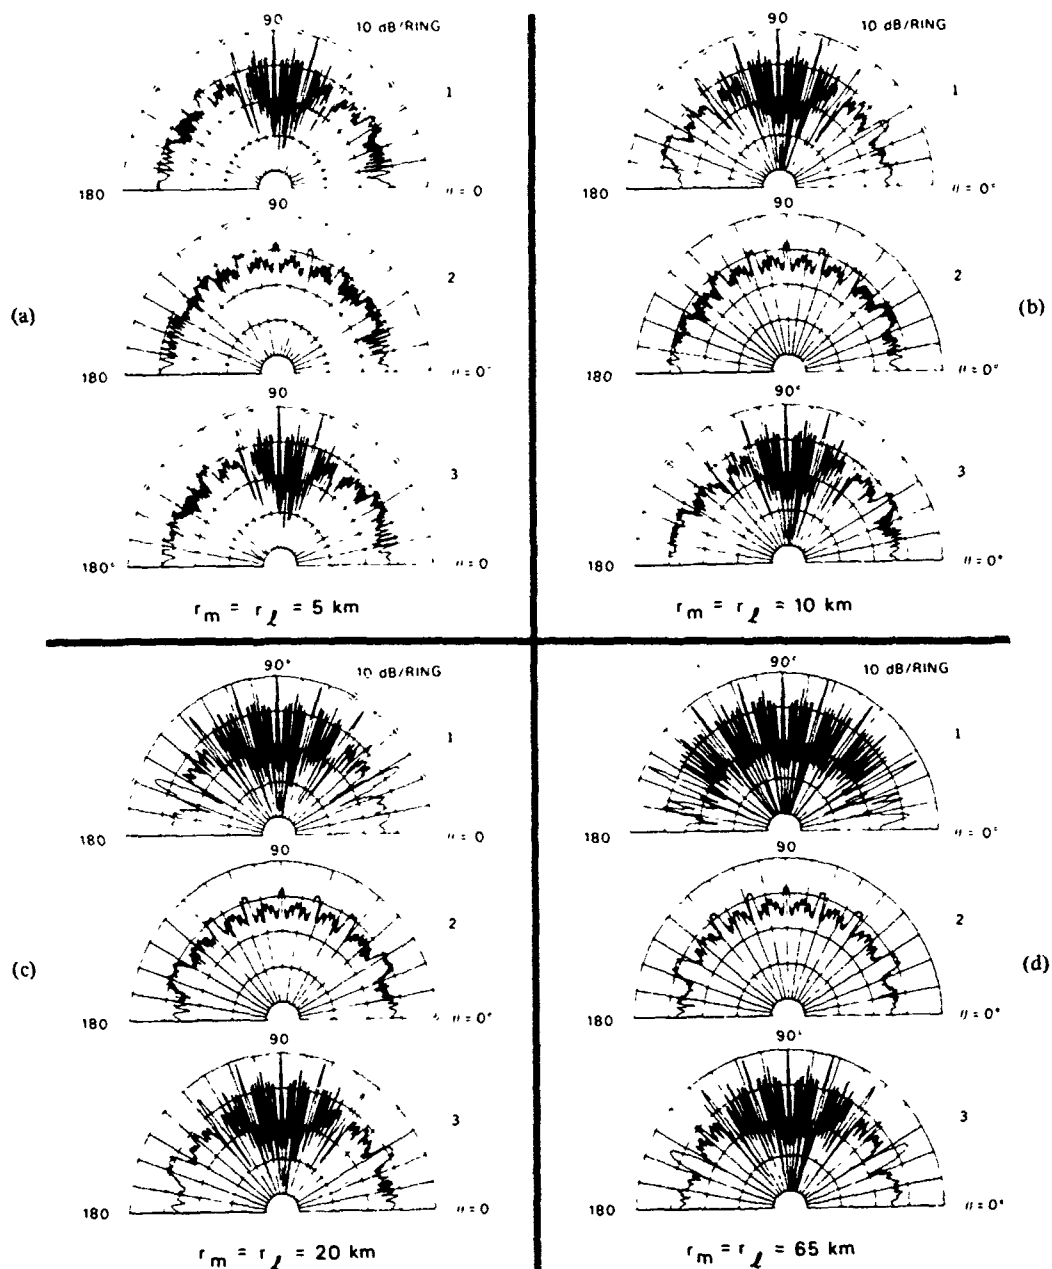 (a)
90 10 dB/RING
1
180 θ = 0
90
2
180 θ = 0°
90
3
180° θ = 0
r_m = r_ℓ = 5 km
(b)
90 10 dB/RING
1
180 θ = 0°
90
2
180 θ = 0°
90°
3
180 θ = 0°
r_m = r_ℓ = 10 km
(c)
90° 10 dB/RING
1
180 θ = 0
90
2
180 θ = 0°
90
3
180 θ = 0
r_m = r_ℓ = 20 km
(d)
90° 10 dB/RING
1
180 θ = 0°
90
2
180 θ = 0°
90°
3
180 θ = 0°
r_m = r_ℓ = 65 km